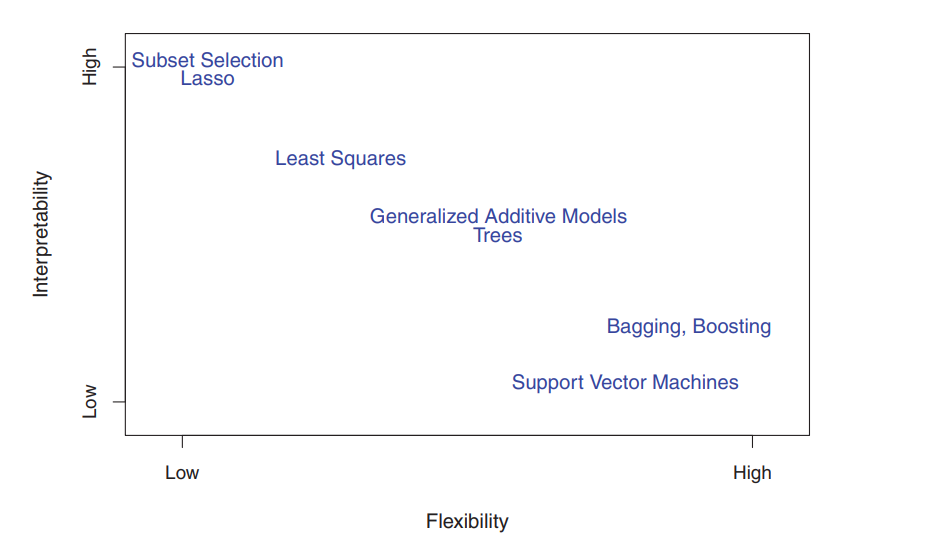 High
Subset Selection
Lasso
Least Squares
Generalized Additive Models
Trees
Interpretability
Bagging, Boosting
Support Vector Machines
Low
Low
High
Flexibility